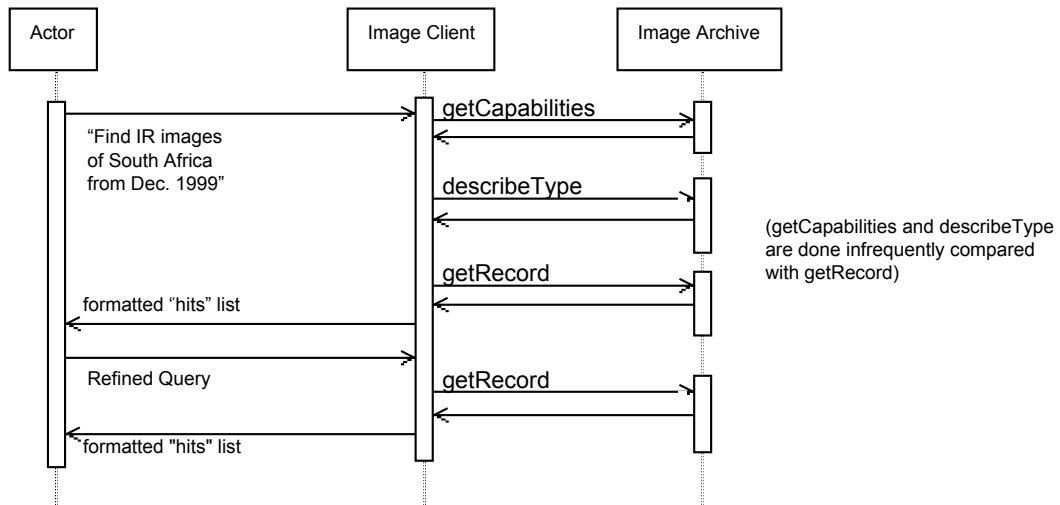 Actor
Image Client
Image Archive
getCapabilities
“Find IR images
of South Africa
from Dec. 1999”
describeType
(getCapabilities and describeType
are done infrequently compared
with getRecord)
getRecord
formatted “hits” list
Refined Query
getRecord
formatted "hits" list